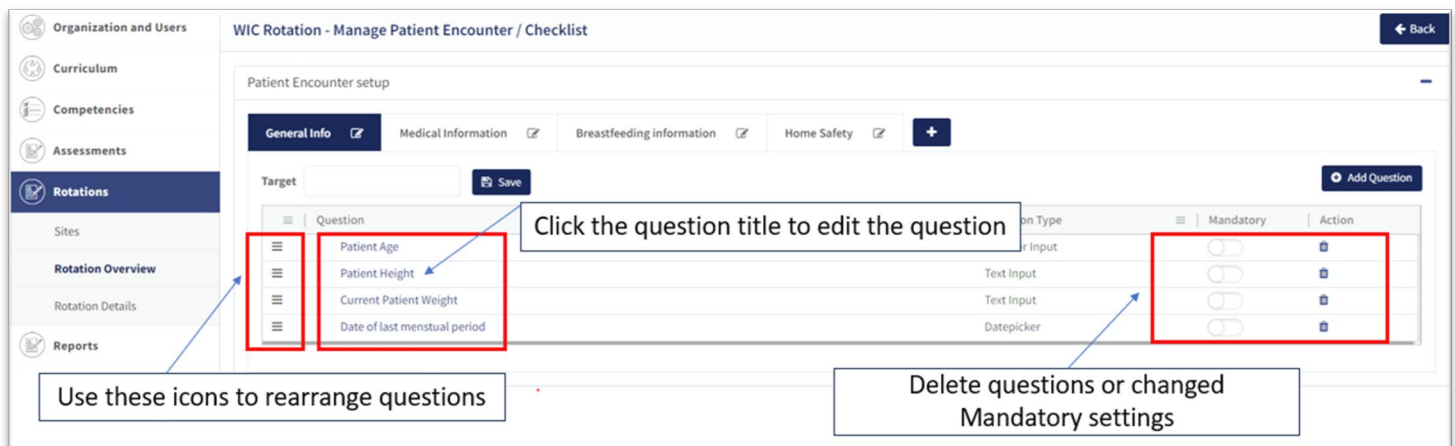 Organization and Users
WIC Rotation - Manage Patient Encounter / Checklist
Back
Curriculum
Patient Encounter setup
Competencies
General Info
Medical Information
Breastfeeding information
Home Safety
Assessments
Target
Save
Add Question
Rotations
Question
Click the question title to edit the question
on Type
Mandatory
Action
Sites
Patient Age
r Input
Rotation Overview
Patient Height
Text Input
Current Patient Weight
Text Input
Rotation Details
Date of last menstual period
Datepicker
Reports
Use these icons to rearrange questions
Delete questions or changed
Mandatory settings